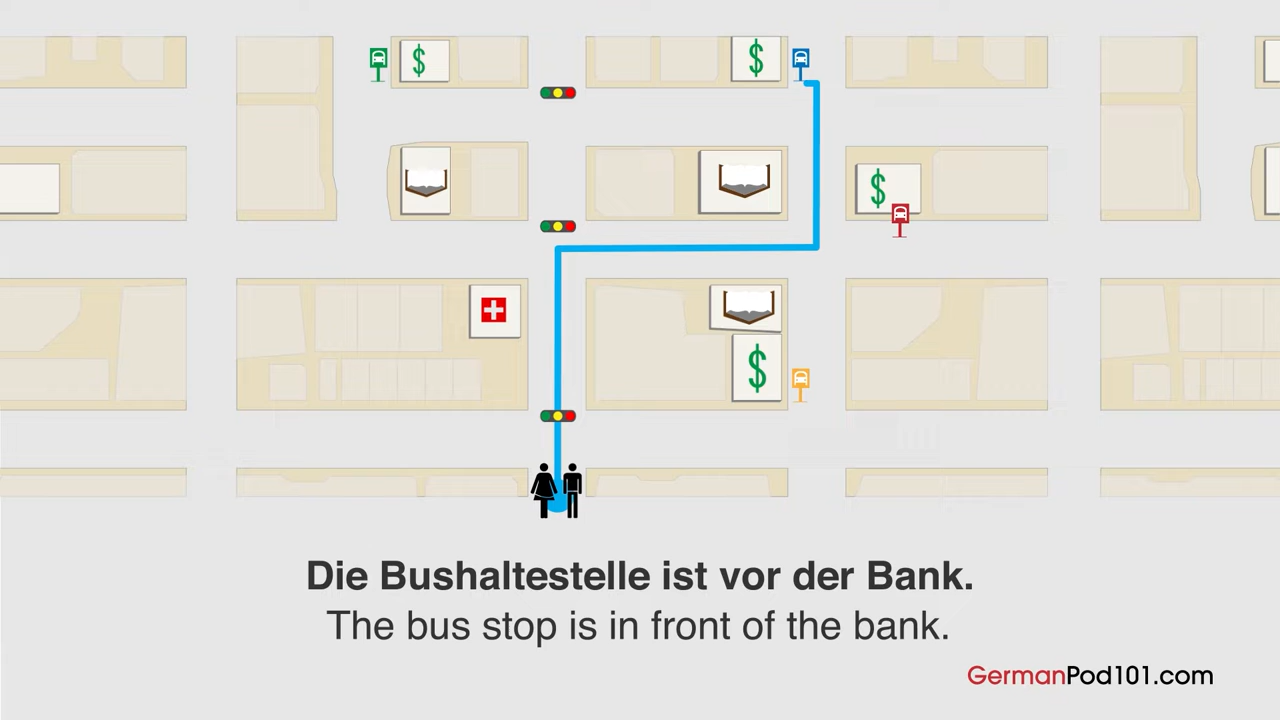 $ $
$
$
Die Bushaltestelle ist vor der Bank.
The bus stop is in front of the bank.
GermanPod101.com